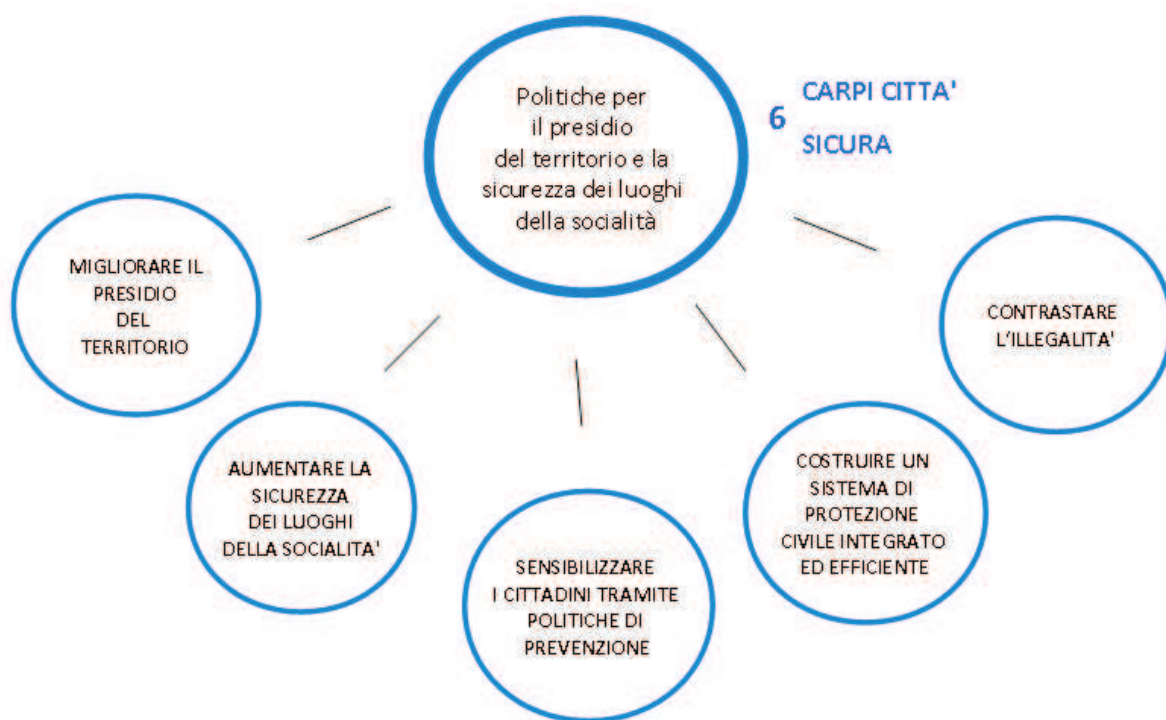 Politiche per
il presidio
del territorio e la
sicurezza dei luoghi
della socialità
6
CARPI CITTA'
SICURA
MIGLIORARE IL
PRESIDIO
DEL
TERRITORIO
AUMENTARE LA
SICUREZZA
DEI LUOGHI
DELLA SOCIALITA'
SENSIBILIZZARE
I CITTADINI TRAMITE
POLITICHE DI
PREVENZIONE
COSTRUIRE UN
SISTEMA DI
PROTEZIONE
CIVILE INTEGRATO
ED EFFICIENTE
CONTRASTARE
L'ILLEGALITA'